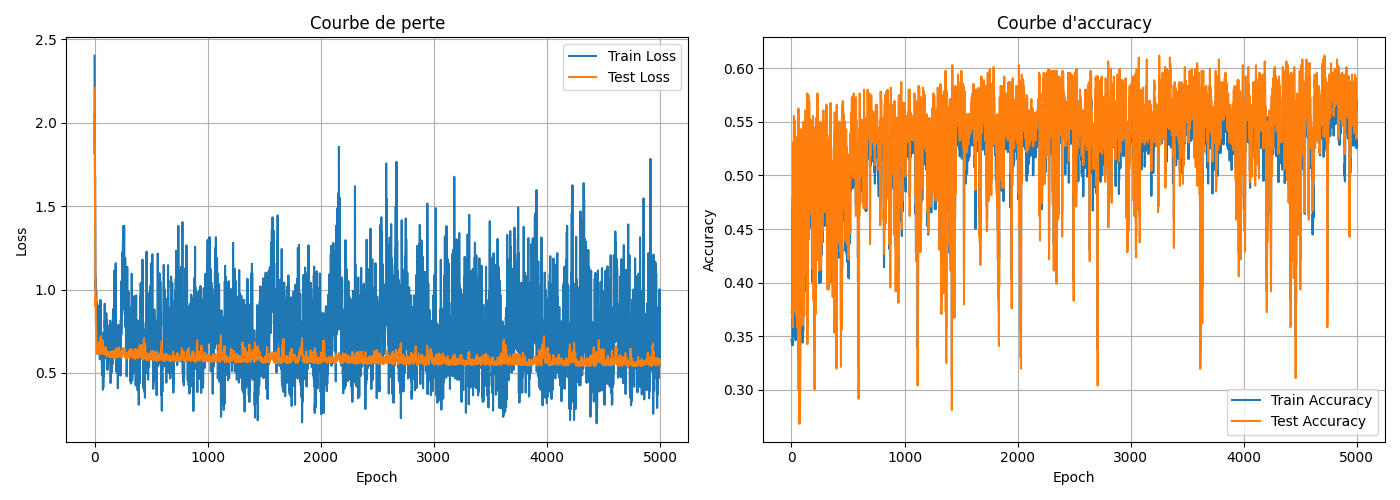 Courbe de perte
2.5
2.0
1.5
1.0
0.5
Loss
0
1000
2000
3000
4000
5000
Epoch
Train Loss
Test Loss
Courbe d'accuracy
0.60
0.55
0.50
0.45
0.40
0.35
0.30
Accuracy
0
1000
2000
3000
4000
5000
Epoch
Train Accuracy
Test Accuracy